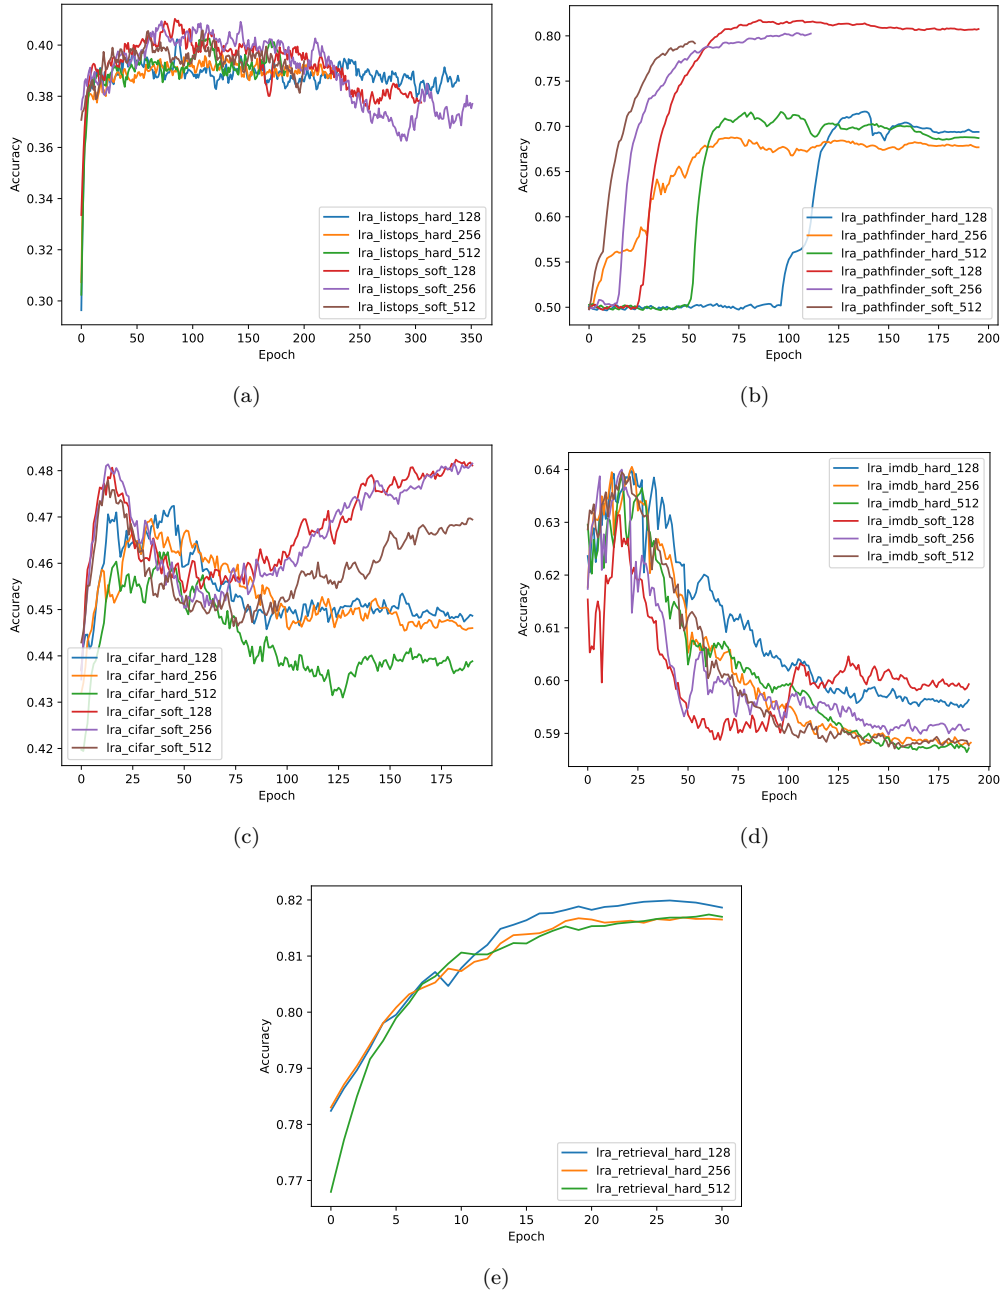 0.40
0.38
0.36
0.34
0.32
0.30
Accuracy
0 50 100 150 200 250 300 350
Epoch
lra_listops_hard_128
lra_listops_hard_256
lra_listops_hard_512
lra_listops_soft_128
lra_listops_soft_256
lra_listops_soft_512
(a)
0.80
0.75
0.70
0.65
0.60
0.55
0.50
Accuracy
0 25 50 75 100 125 150 175 200
Epoch
lra_pathfinder_hard_128
lra_pathfinder_hard_256
lra_pathfinder_hard_512
lra_pathfinder_soft_128
lra_pathfinder_soft_256
lra_pathfinder_soft_512
(b)
0.48
0.47
0.46
0.45
0.44
0.43
0.42
Accuracy
0 25 50 75 100 125 150 175
Epoch
lra_cifar_hard_128
lra_cifar_hard_256
lra_cifar_hard_512
lra_cifar_soft_128
lra_cifar_soft_256
lra_cifar_soft_512
(c)
0.64
0.63
0.62
0.61
0.60
0.59
Accuracy
0 25 50 75 100 125 150 175 200
Epoch
lra_imdb_hard_128
lra_imdb_hard_256
lra_imdb_hard_512
lra_imdb_soft_128
lra_imdb_soft_256
lra_imdb_soft_512
(d)
0.82
0.81
0.80
0.79
0.78
0.77
Accuracy
0 5 10 15 20 25 30
Epoch
lra_retrieval_hard_128
lra_retrieval_hard_256
lra_retrieval_hard_512
(e)